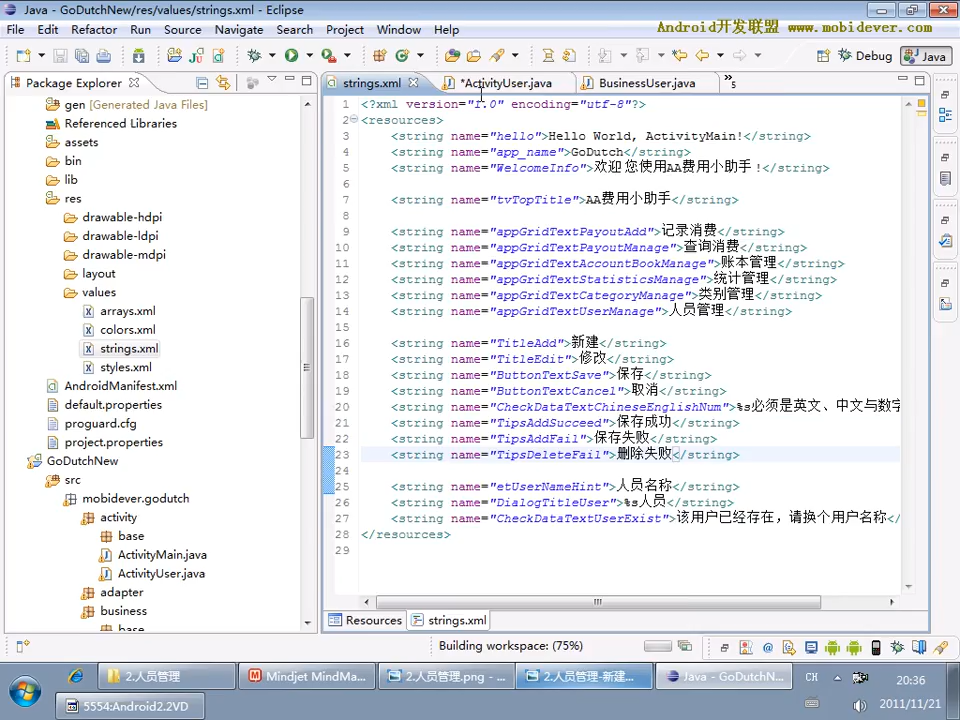 Java - GoDutchNew/res/values/strings.xml - Eclipse
File Edit Refactor Run Source Navigate Search Project Window Help
Android开发联盟 www.mobidever.com
Debug Java
Package Explorer
strings.xml *ActivityUser.java BusinessUser.java »5
gen [Generated Java Files]
Referenced Libraries
assets
bin
lib
res
drawable-hdpi
drawable-ldpi
drawable-mdpi
layout
values
arrays.xml
colors.xml
strings.xml
styles.xml
AndroidManifest.xml
default.properties
proguard.cfg
project.properties
GoDutchNew
src
mobidever.godutch
activity
base
ActivityMain.java
ActivityUser.java
adapter
business
base
1 <?xml version="1.0" encoding="utf-8"?>
2 <resources>
3 <string name="hello">Hello World, ActivityMain!</string>
4 <string name="app_name">GoDutch</string>
5 <string name="WelcomeInfo">欢迎您使用AA费用小助手！</string>
6
7 <string name="tvTopTitle">AA费用小助手</string>
8
9 <string name="appGridTextPayoutAdd">记录消费</string>
10 <string name="appGridTextPayoutManage">查询消费</string>
11 <string name="appGridTextAccountBookManage">账本管理</string>
12 <string name="appGridTextStatisticsManage">统计管理</string>
13 <string name="appGridTextCategoryManage">类别管理</string>
14 <string name="appGridTextUserManage">人员管理</string>
15
16 <string name="TitleAdd">新建</string>
17 <string name="TitleEdit">修改</string>
18 <string name="ButtonTextSave">保存</string>
19 <string name="ButtonTextCancel">取消</string>
20 <string name="CheckDataTextChineseEnglishNum">%s必须是英文、中文与数字
21 <string name="TipsAddSucceed">保存成功</string>
22 <string name="TipsAddFail">保存失败</string>
23 <string name="TipsDeleteFail">删除失败</string>
24
25 <string name="etUserNameHint">人员名称</string>
26 <string name="DialogTitleUser">%s人员</string>
27 <string name="CheckDataTextUserExist">该用户已经存在，请换个用户名称</
28 </resources>
29
Resources strings.xml
Building workspace: (75%)
2.人员管理 Mindjet MindMa... 2.人员管理.png - ... 2.人员管理-新建... Java - GoDutchN... CH 20:36
5554:Android2.2VD 2011/11/21